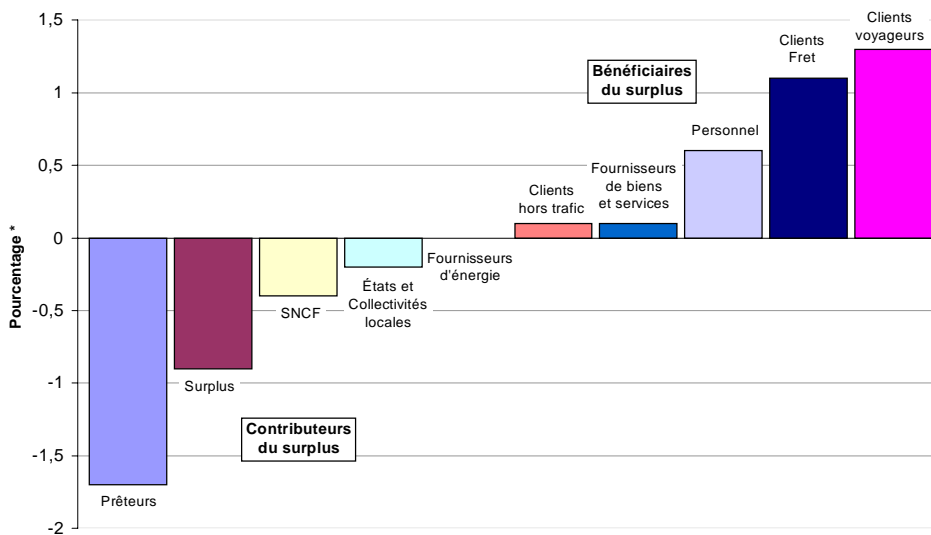 Pourcentage *
1,5
1
0,5
0
-0,5
-1
-1,5
-2
Prêteurs
Surplus
SNCF
États et
Collectivités
locales
Fournisseurs
d'énergie
Clients
hors trafic
Fournisseurs
de biens
et services
Personnel
Clients
Fret
Clients
voyageurs
Bénéficiaires
du surplus
Contributeurs
du surplus